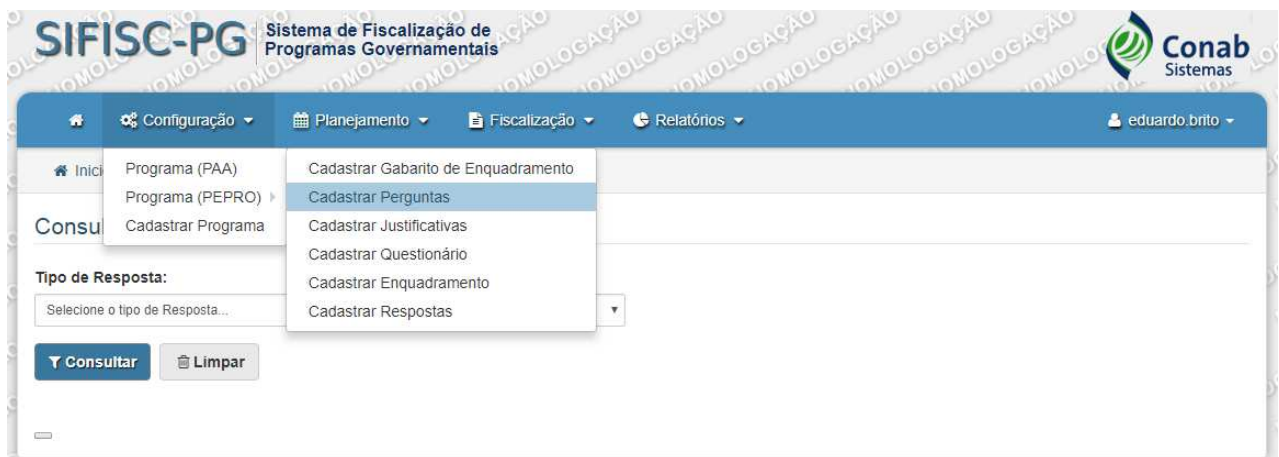 SIFISC-PG
Sistema de Fiscalização de
Programas Governamentais
Conab
Sistemas
HOMOLOGAÇÃO
Configuração
Planejamento
Fiscalização
Relatórios
eduardo.brito
Programa (PAA)
Programa (PEPRO)
Cadastrar Programa
Cadastrar Gabarito de Enquadramento
Cadastrar Perguntas
Cadastrar Justificativas
Cadastrar Questionário
Cadastrar Enquadramento
Cadastrar Respostas
Tipo de Resposta:
Selecione o tipo de Resposta...
Consultar
Limpar